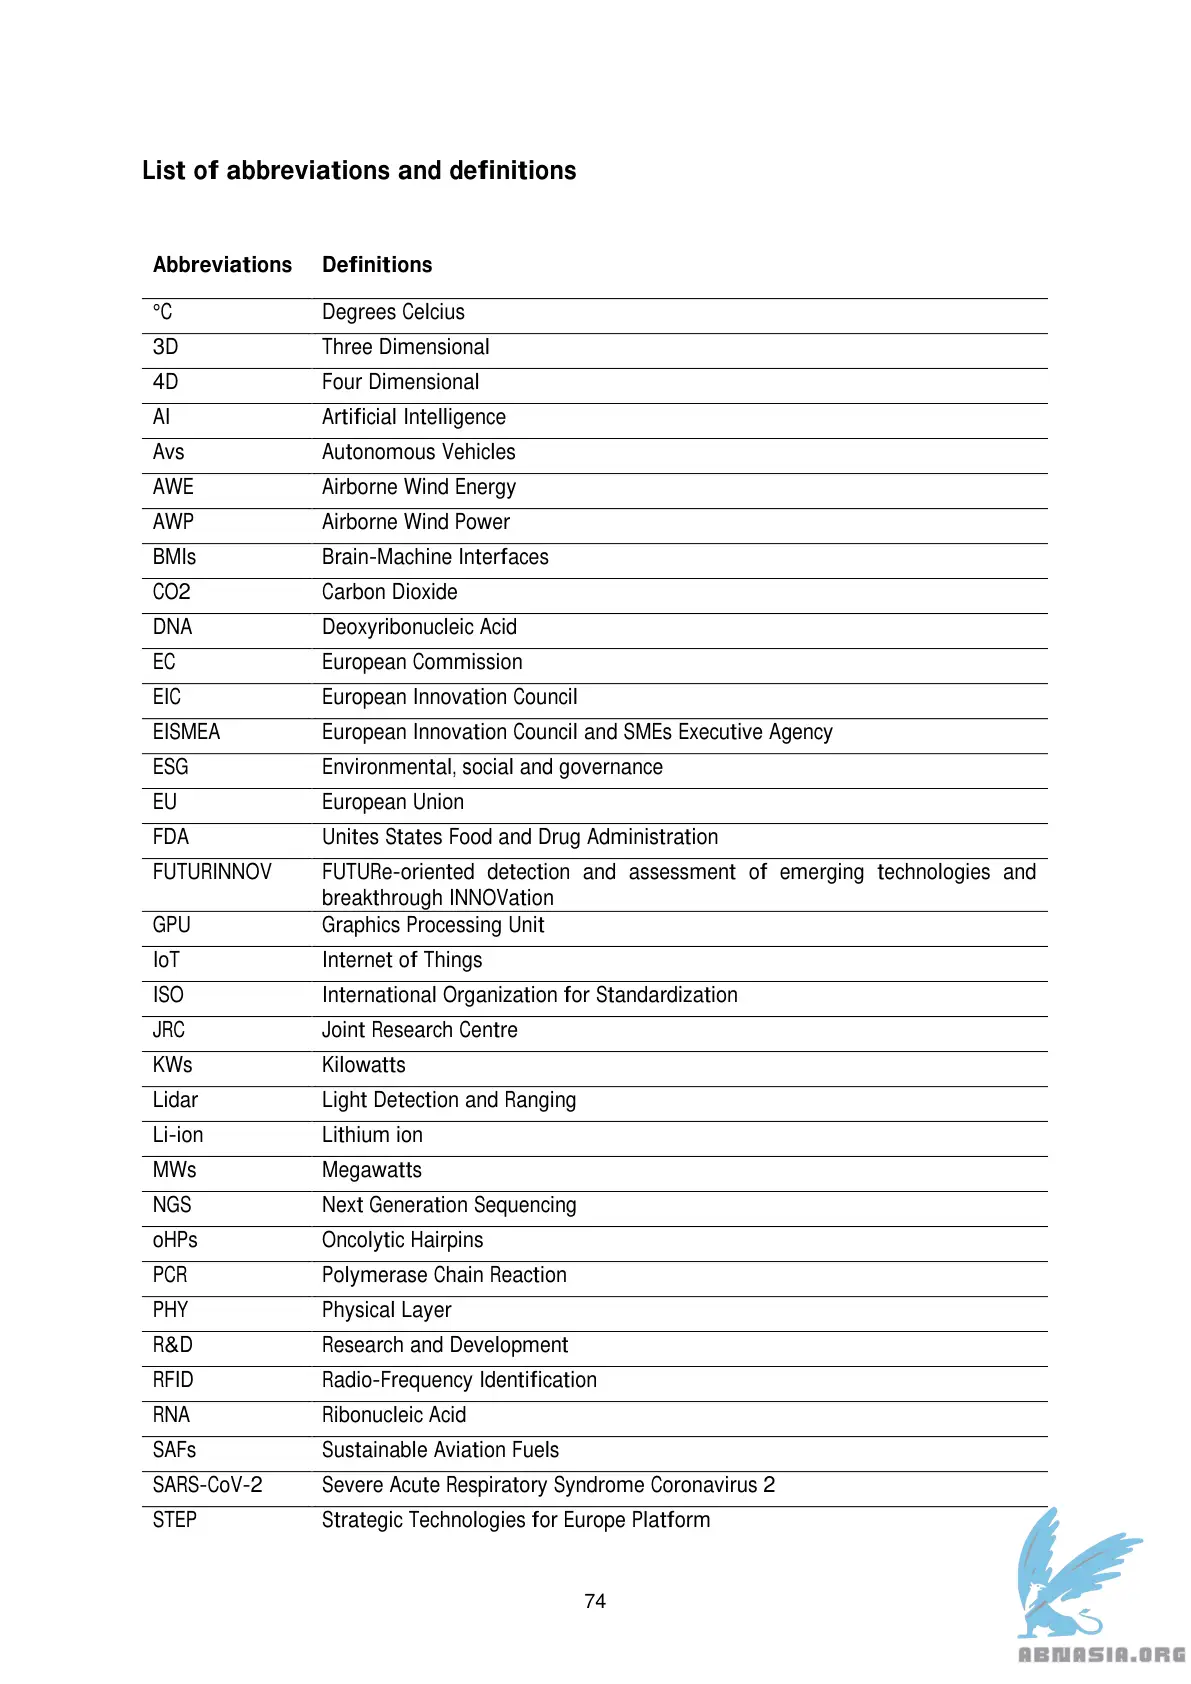 List of abbreviations and definitions
Abbreviations Definitions
°C Degrees Celcius
3D Three Dimensional
4D Four Dimensional
AI Artificial Intelligence
Avs Autonomous Vehicles
AWE Airborne Wind Energy
AWP Airborne Wind Power
BMIs Brain-Machine Interfaces
CO2 Carbon Dioxide
DNA Deoxyribonucleic Acid
EC European Commission
EIC European Innovation Council
EISMEA European Innovation Council and SMEs Executive Agency
ESG Environmental, social and governance
EU European Union
FDA Unites States Food and Drug Administration
FUTURINNOV FUTURe-oriented detection and assessment of emerging technologies and
breakthrough INNOVation
GPU Graphics Processing Unit
IoT Internet of Things
ISO International Organization for Standardization
JRC Joint Research Centre
KWs Kilowatts
Lidar Light Detection and Ranging
Li-ion Lithium ion
MWs Megawatts
NGS Next Generation Sequencing
oHPs Oncolytic Hairpins
PCR Polymerase Chain Reaction
PHY Physical Layer
R&D Research and Development
RFID Radio-Frequency Identification
RNA Ribonucleic Acid
SAFs Sustainable Aviation Fuels
SARS-CoV-2 Severe Acute Respiratory Syndrome Coronavirus 2
STEP Strategic Technologies for Europe Platform
74
ABNASIA.ORG